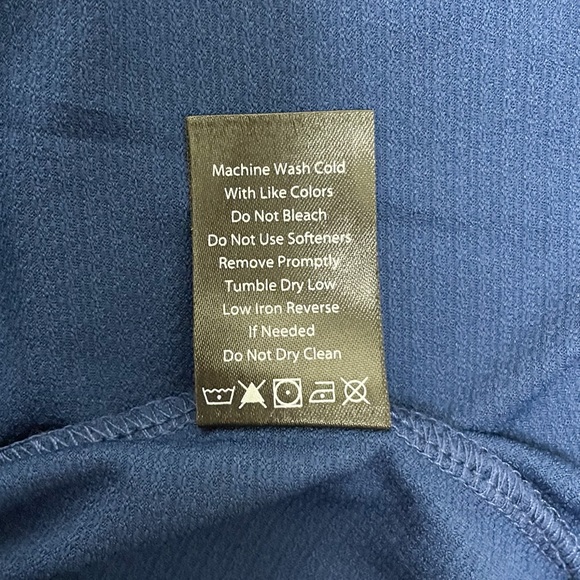 Machine Wash Cold
With Like Colors
Do Not Bleach
Do Not Use Softeners
Remove Promptly
Tumble Dry Low
Low Iron Reverse
If Needed
Do Not Dry Clean